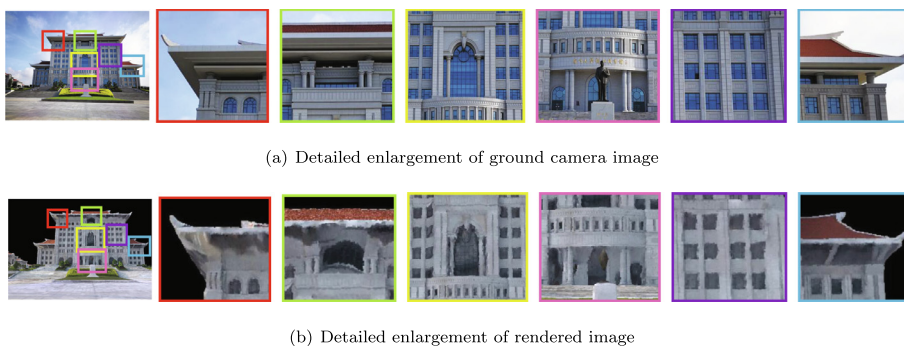 (a) Detailed enlargement of ground camera image
(b) Detailed enlargement of rendered image